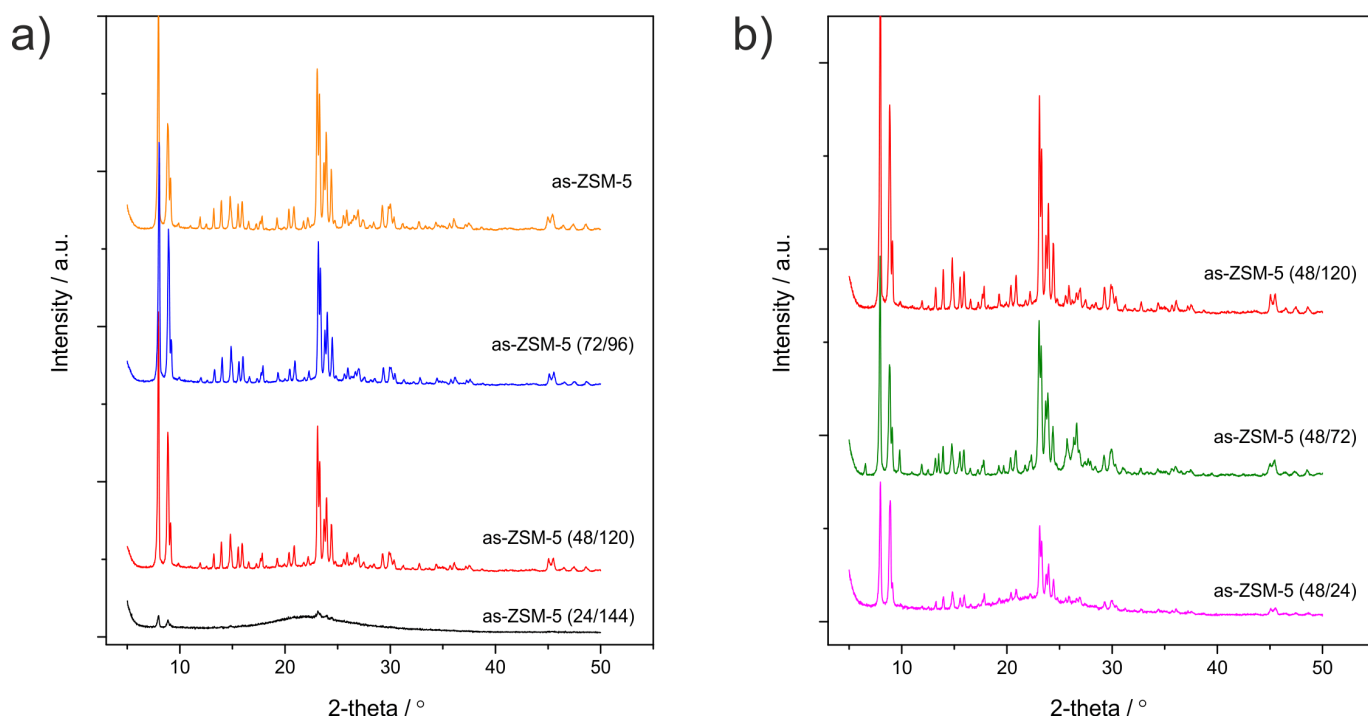 a)
Intensity / a.u.
as-ZSM-5
as-ZSM-5 (72/96)
as-ZSM-5 (48/120)
as-ZSM-5 (24/144)
10 20 30 40 50
2-theta / °
b)
Intensity / a.u.
as-ZSM-5 (48/120)
as-ZSM-5 (48/72)
as-ZSM-5 (48/24)
10 20 30 40 50
2-theta / °